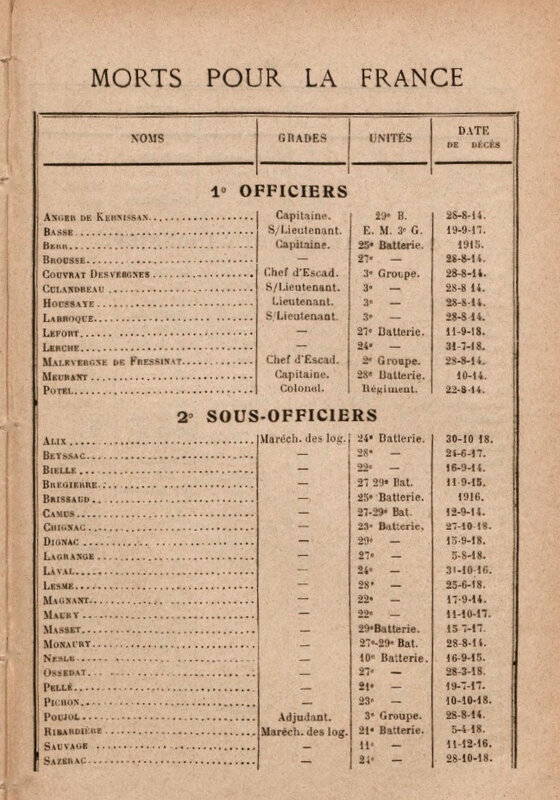 MORTS POUR LA FRANCE
NOMS GRADES UNITÉS DATE DE DÉCÈS
1º OFFICIERS
ANGER DE KERNISSAN Capitaine. 29e B. 28-8-14.
BASSE S/Lieutenant. E. M. 3e G. 19-9-17.
BERR Capitaine. 25e Batterie. 1915.
BROUSSE — 27e — 28-8-14.
COUVRAT DESVERGNES Chef d'Escad. 3e Groupe. 28-8-14.
CULANDREAU S/Lieutenant. 3e — 28-8 14.
HOUSSAYE Lieutenant. 3e — 28-8-14.
LARROQUE S/Lieutenant. 3e — 28-8 14
LEFORT — 27e Batterie. 11-9-18.
LERCHE — 24e — 31-7-18.
MALEVERGNE DE FRESSINAT Chef d'Escad. 2e Groupe. 28-8-14.
MEURANT Capitaine. 28e Batterie. 10-14.
POTEL Colonel. Régiment. 22-8-14.
2º SOUS-OFFICIERS
ALIX Maréch. des log. 24e Batterie. 30-10 18.
BEYSSAC — 28e — 24-6-17.
BIELLE — 22e — 16-9-14.
BREGIERRE — 27 29e Bat. 11-9-15.
BRISSAUD — 25e Batterie. 1916.
CAMUS — 27-29e Bat. 12-9-14.
CHIGNAC — 23e Batterie, 27-10-18.
DIGNAC — 29e — 15-9-18.
LAGRANGE — 27e — 5-8-18.
LAVAL — 24e — 31-10-16.
LESME — 28e — 25-6-18.
MAGNANT — 22e — 17-9-14.
MAURY — 22e — 11-10-17.
MASSET — 29e Batterie. 15-7-17.
MONAURY — 27e-29e Bat. 28-8-14.
NESLE — 10e Batterie. 16-9-15.
OSSEDAT — 27e — 28-3-18.
PELLÉ — 21e — 19-7-17.
PICHON — 23e — 10-10-18.
POUJOL Adjudant. 3e Groupe. 28-8-14.
RIBARDIÈRE Maréch. des log. 21e Batterie. 5-4-18.
SAUVAGE — 11e — 11-12-16.
SAZERAC — 24e — 28-10-18.